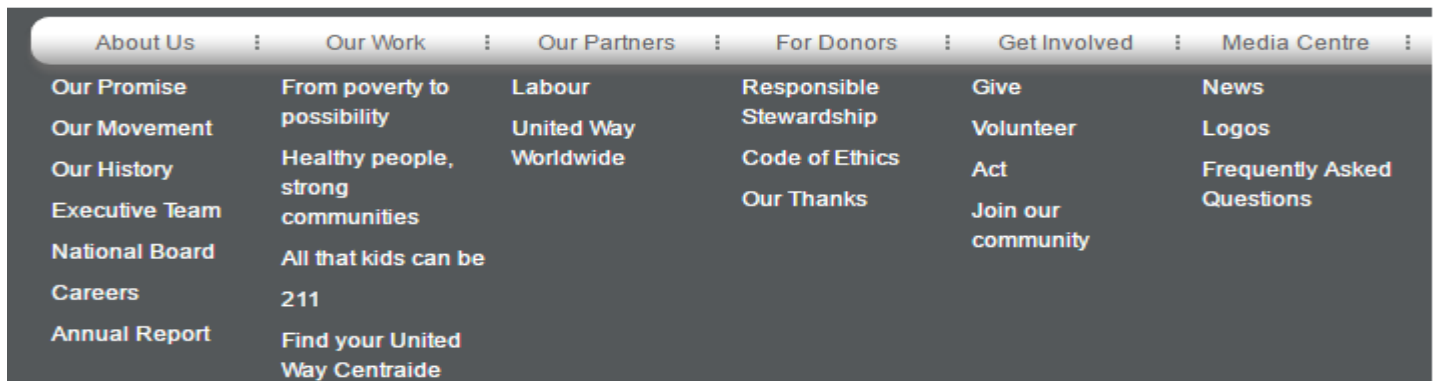 About Us ⋮ Our Work ⋮ Our Partners ⋮ For Donors ⋮ Get Involved ⋮ Media Centre ⋮
Our Promise
Our Movement
Our History
Executive Team
National Board
Careers
Annual Report
From poverty to
possibility
Healthy people,
strong
communities
All that kids can be
211
Find your United
Way Centraide
Labour
United Way
Worldwide
Responsible
Stewardship
Code of Ethics
Our Thanks
Give
Volunteer
Act
Join our
community
News
Logos
Frequently Asked
Questions